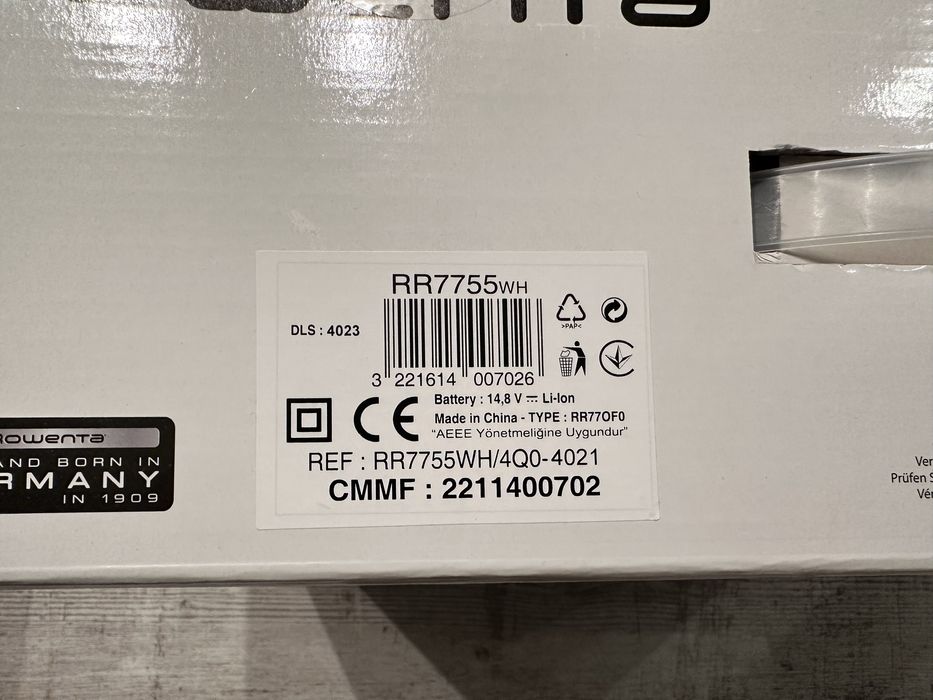 RR7755WH
DLS : 4023
>PAP<
3 221614 007026
Battery : 14,8 V ⎓ Li-Ion
CE
Made in China - TYPE : RR77OF0
"AEEE Yönetmeliğine Uygundur"
REF : RR7755WH/4Q0-4021
CMMF : 2211400702
Rowenta
AND BORN IN
RMANY
IN 1909
Ver
Prüfen S
Vér